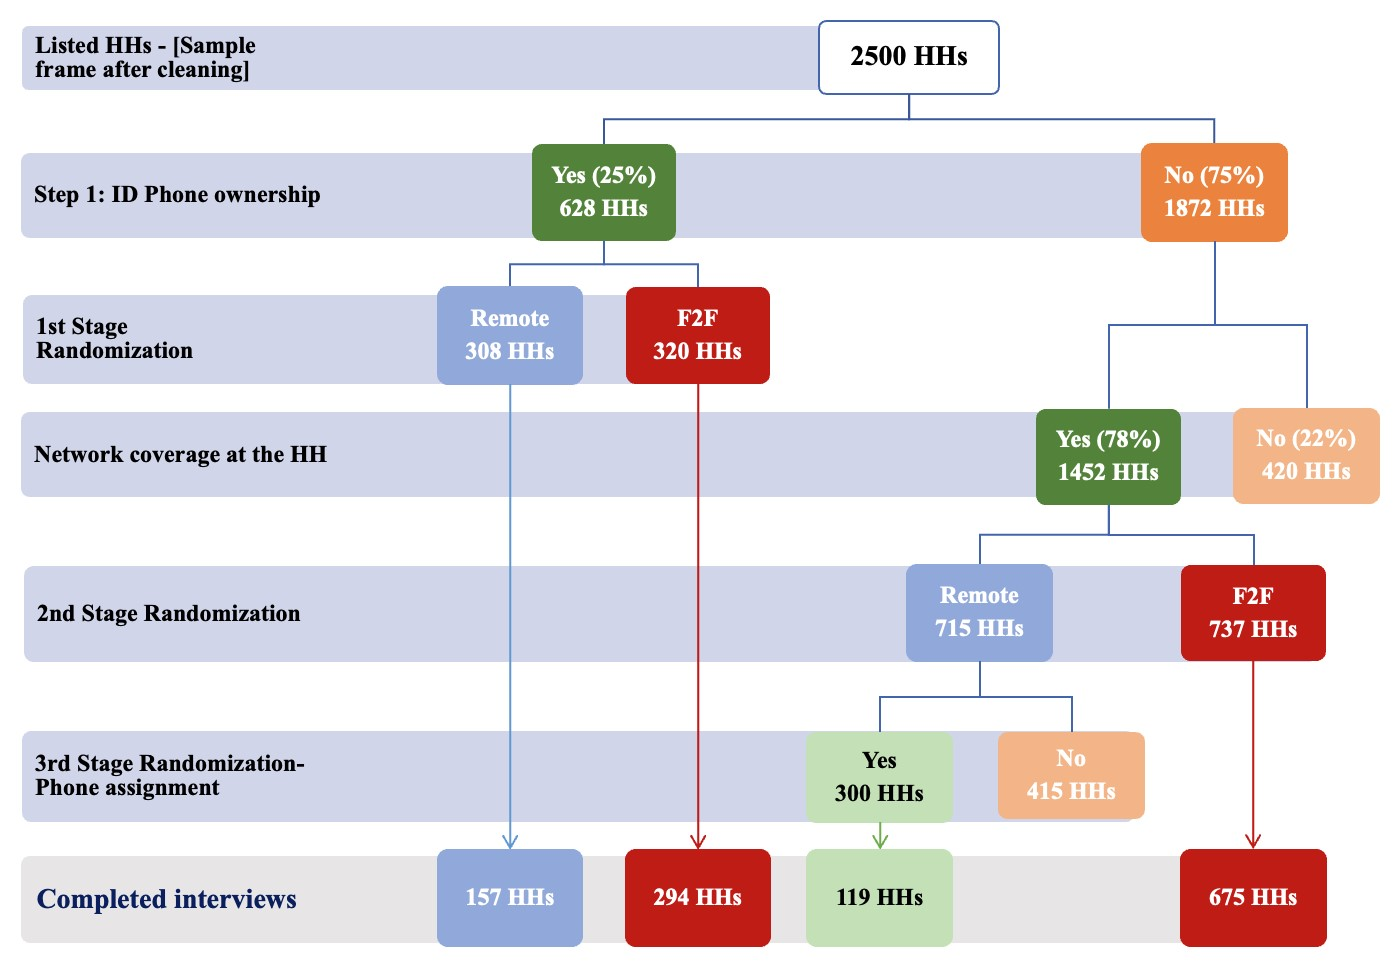 Listed HHs - [Sample
frame after cleaning]
2500 HHs
Step 1: ID Phone ownership
Yes (25%)
628 HHs
No (75%)
1872 HHs
1st Stage
Randomization
Remote
308 HHs
F2F
320 HHs
Network coverage at the HH
Yes (78%)
1452 HHs
No (22%)
420 HHs
2nd Stage Randomization
Remote
715 HHs
F2F
737 HHs
3rd Stage Randomization-
Phone assignment
Yes
300 HHs
No
415 HHs
Completed interviews
157 HHs
294 HHs
119 HHs
675 HHs